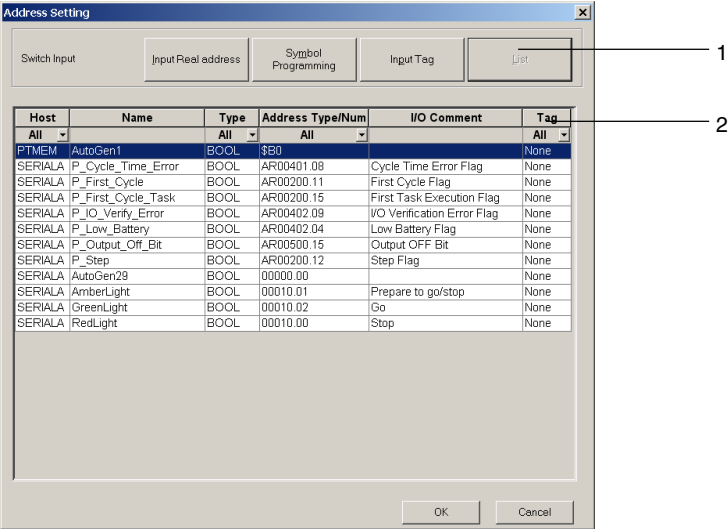 Address Setting
Switch Input
Input Real address
Symbol
Programming
Input Tag
List
1
Host Name Type Address Type/Num I/O Comment Tag
2
All All All All
PTMEM AutoGen1 BOOL $B0 None
SERIALA P_Cycle_Time_Error BOOL AR00401.08 Cycle Time Error Flag None
SERIALA P_First_Cycle BOOL AR00200.11 First Cycle Flag None
SERIALA P_First_Cycle_Task BOOL AR00200.15 First Task Execution Flag None
SERIALA P_IO_Verify_Error BOOL AR00402.09 I/O Verification Error Flag None
SERIALA P_Low_Battery BOOL AR00402.04 Low Battery Flag None
SERIALA P_Output_Off_Bit BOOL AR00500.15 Output OFF Bit None
SERIALA P_Step BOOL AR00200.12 Step Flag None
SERIALA AutoGen29 BOOL 00000.00 None
SERIALA AmberLight BOOL 00010.01 Prepare to go/stop None
SERIALA GreenLight BOOL 00010.02 Go None
SERIALA RedLight BOOL 00010.00 Stop None
OK Cancel